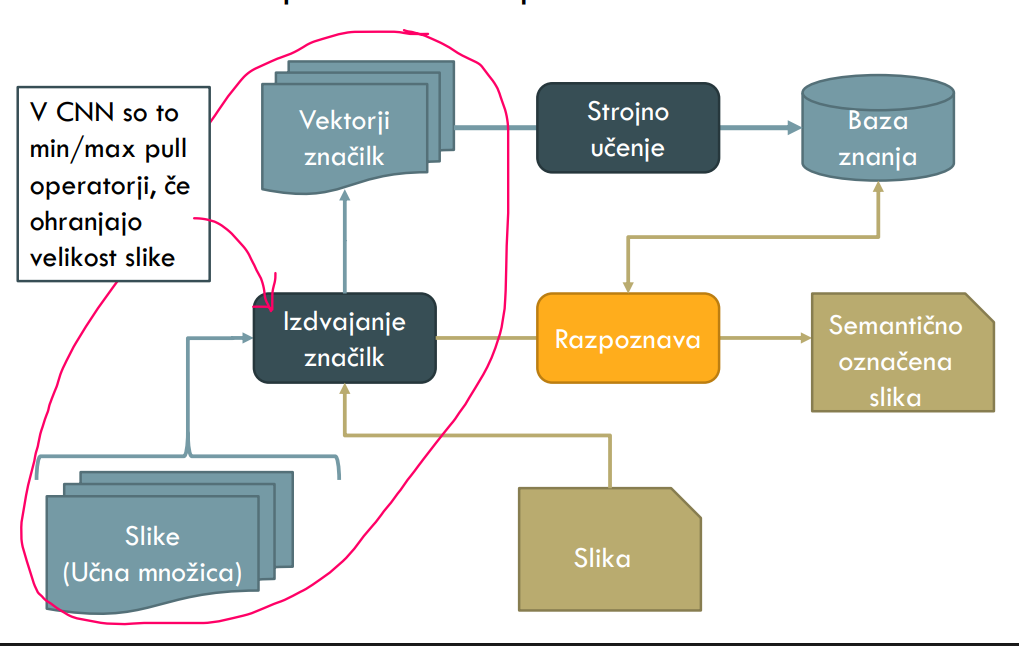 V CNN so to
min/max pull
operatorji, če
ohranjajo
velikost slike
Vektorji
značilk
Strojno
učenje
Baza
znanja
Izdvajanje
značilk
Razpoznava
Semantično
označena
slika
Slike
(Učna množica)
Slika